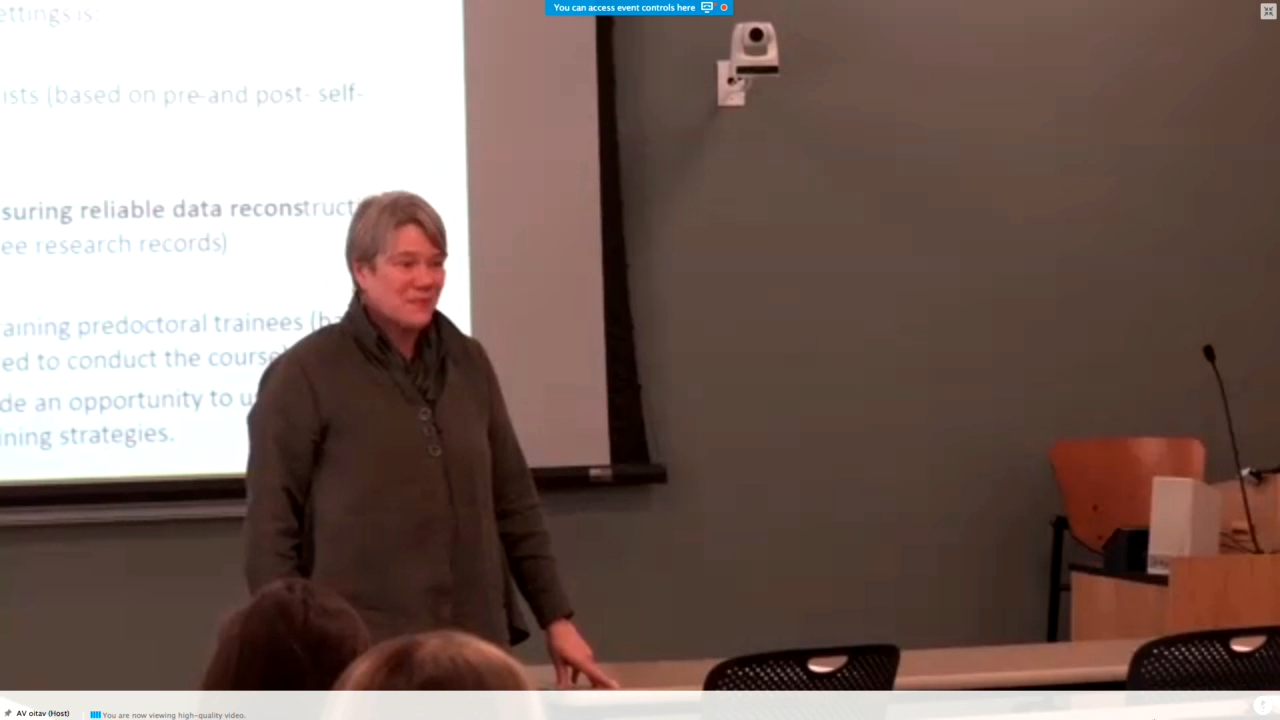 You can access event controls here
ettings is:
ists (based on pre-and post- self-
suring reliable data reconstruct
ee research records)
aining predoctoral trainees (ba
ed to conduct the course)
de an opportunity to u
ining strategies.
AV oitav (Host)
You are now viewing high-quality video.
?